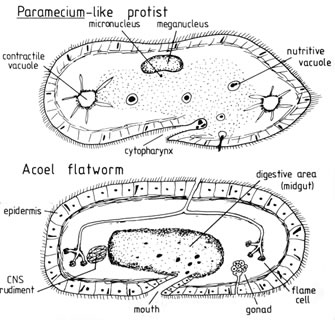 Paramecium-like protist
micronucleus meganucleus
contractile
vacuole
nutritive
vacuole
cytopharynx
Acoel flatworm
digestive area
(midgut)
epidermis
CNS
rudiment
flame
cell
mouth
gonad